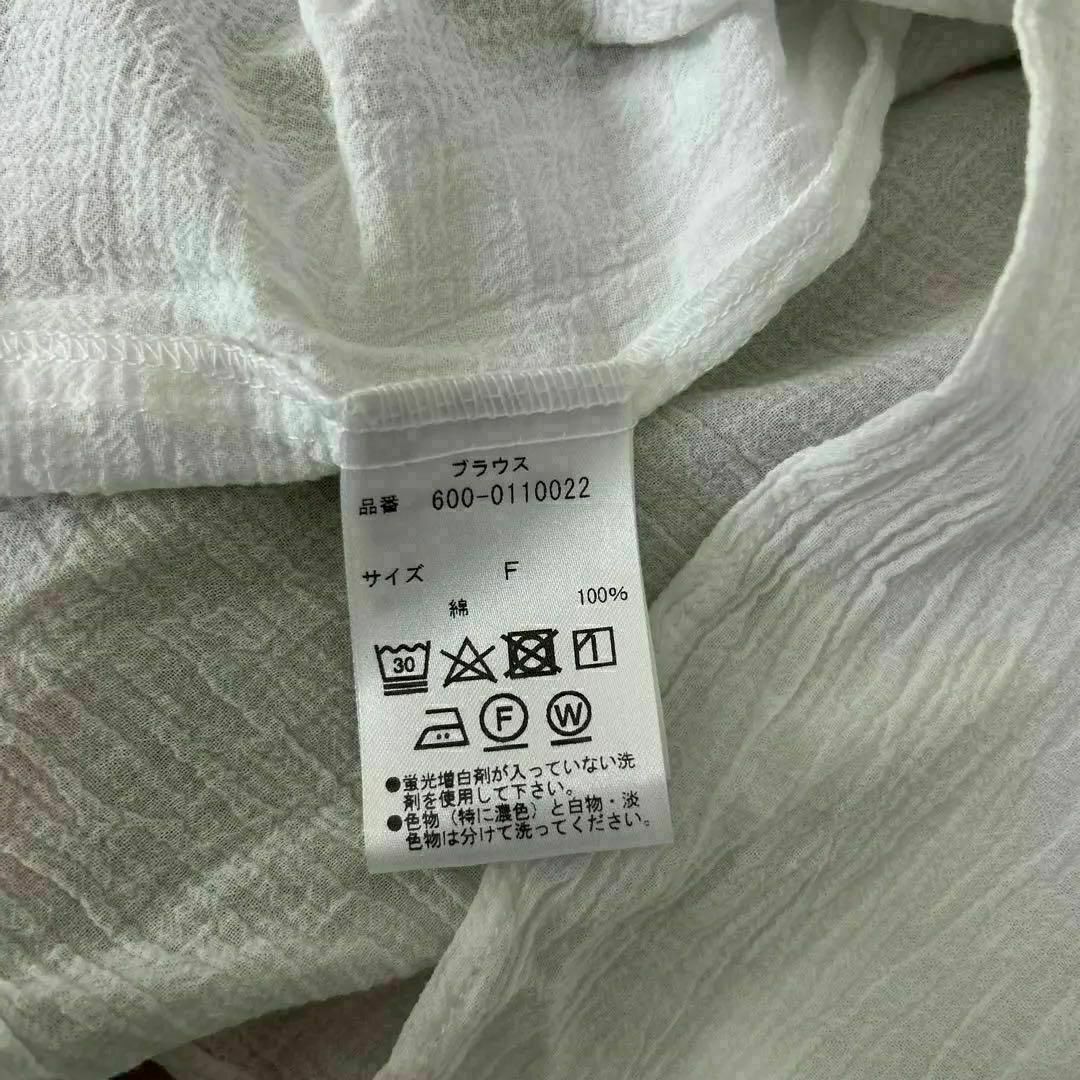 ブラウス
品番 600-0110022
サイズ F
綿 100%
30
F W
●蛍光増白剤が入っていない洗
剤を使用して下さい。
●色物（特に濃色）と白物・淡
色物は分けて洗ってください。